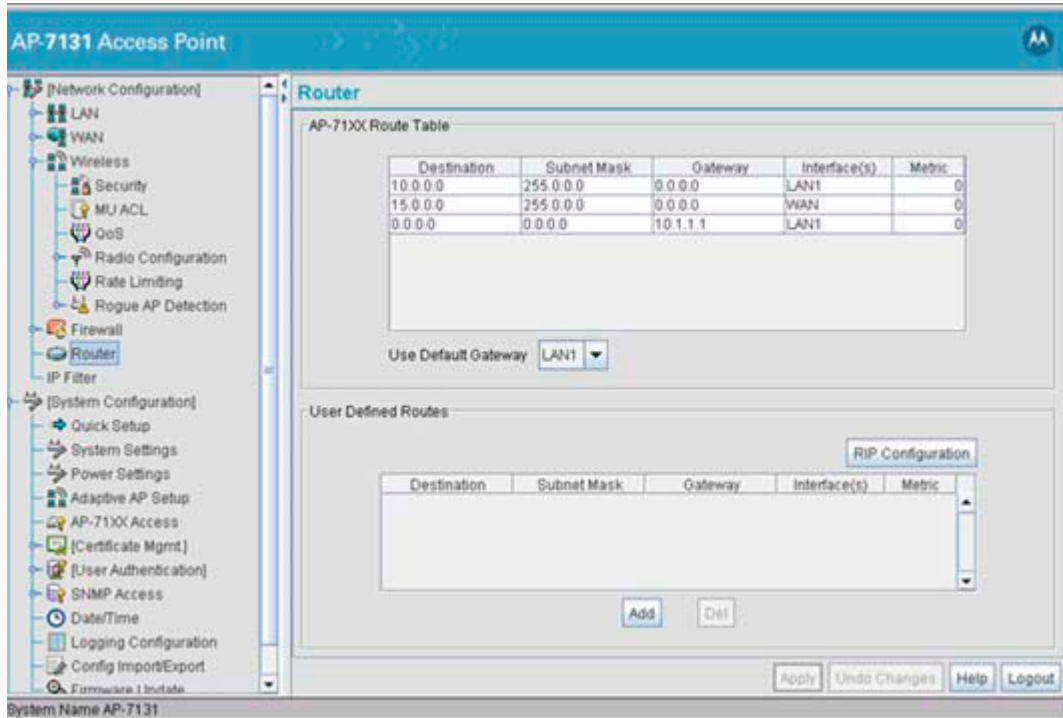 AP-7131 Access Point
[Network Configuration]
LAN
WAN
Wireless
Security
MU ACL
QoS
Radio Configuration
Rate Limiting
Rogue AP Detection
Firewall
Router
IP Filter
[System Configuration]
Quick Setup
System Settings
Power Settings
Adaptive AP Setup
AP-71XX Access
[Certificate Mgmt.]
[User Authentication]
SNMP Access
Date/Time
Logging Configuration
Config Import/Export
Firmware Update
Router
AP-71XX Route Table
Destination Subnet Mask Gateway Interface(s) Metric
10.0.0.0 255.0.0.0 0.0.0.0 LAN1 0
15.0.0.0 255.0.0.0 0.0.0.0 WAN 0
0.0.0.0 0.0.0.0 10.1.1.1 LAN1 0
Use Default Gateway LAN1
User Defined Routes
RIP Configuration
Destination Subnet Mask Gateway Interface(s) Metric
Add Del
Apply Undo Changes Help Logout
System Name AP-7131